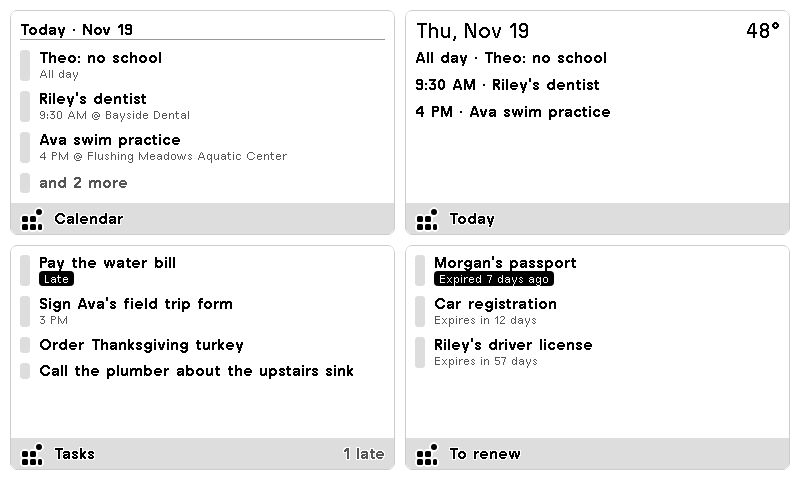 Today · Nov 19
Theo: no school
All day
Riley's dentist
9:30 AM @ Bayside Dental
Ava swim practice
4 PM @ Flushing Meadows Aquatic Center
and 2 more
Calendar
Thu, Nov 19
48°
All day · Theo: no school
9:30 AM · Riley's dentist
4 PM · Ava swim practice
Today
Pay the water bill
Late
Sign Ava's field trip form
3 PM
Order Thanksgiving turkey
Call the plumber about the upstairs sink
Tasks
1 late
Morgan's passport
Expired 7 days ago
Car registration
Expires in 12 days
Riley's driver license
Expires in 57 days
To renew